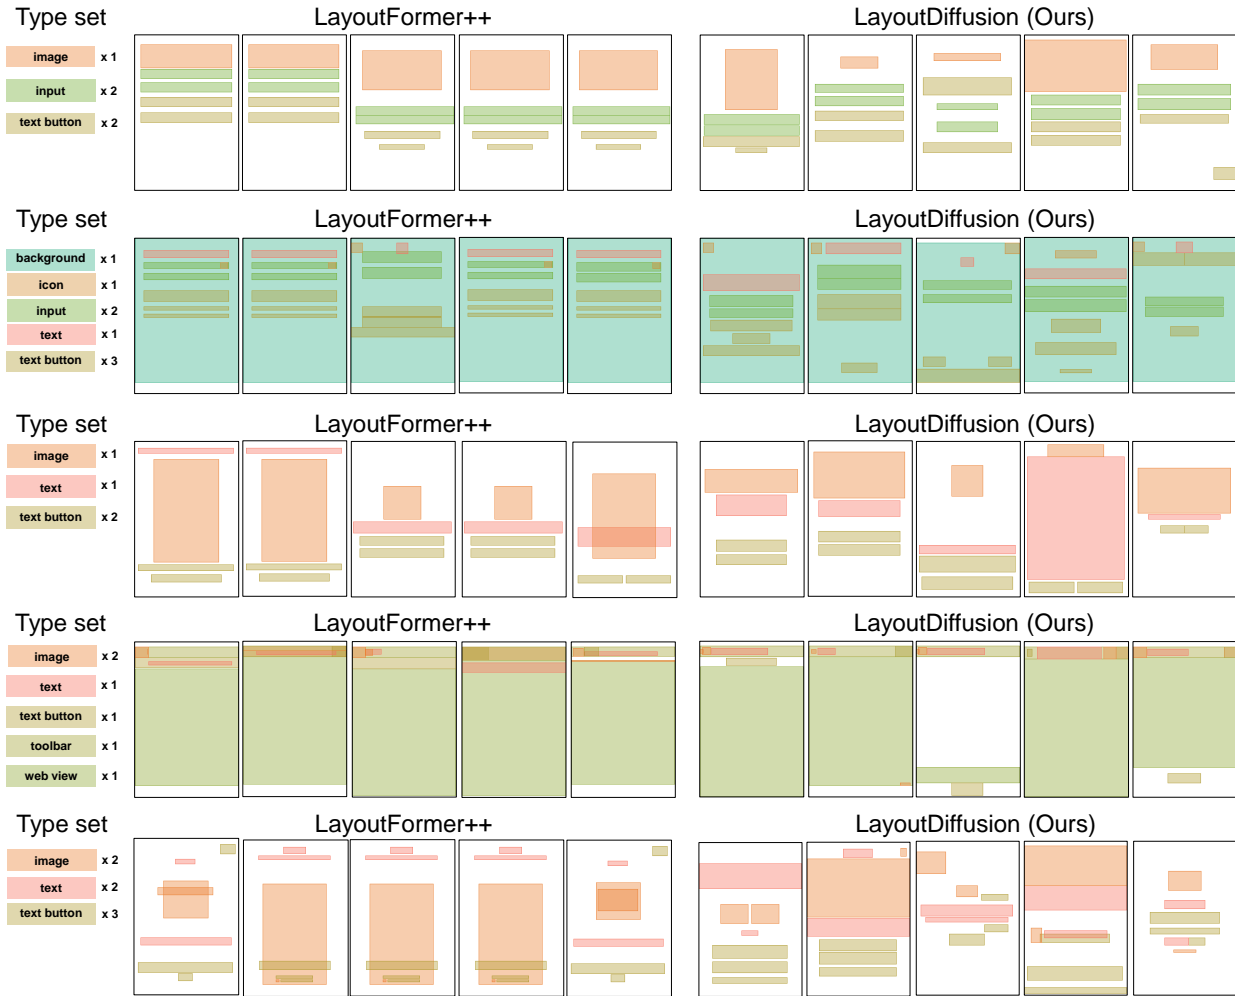 Type set LayoutFormer++ LayoutDiffusion (Ours)
image x 1
input x 2
text button x 2
Type set LayoutFormer++ LayoutDiffusion (Ours)
background x 1
icon x 1
input x 2
text x 1
text button x 3
Type set LayoutFormer++ LayoutDiffusion (Ours)
image x 1
text x 1
text button x 2
Type set LayoutFormer++ LayoutDiffusion (Ours)
image x 2
text x 1
text button x 1
toolbar x 1
web view x 1
Type set LayoutFormer++ LayoutDiffusion (Ours)
image x 2
text x 2
text button x 3